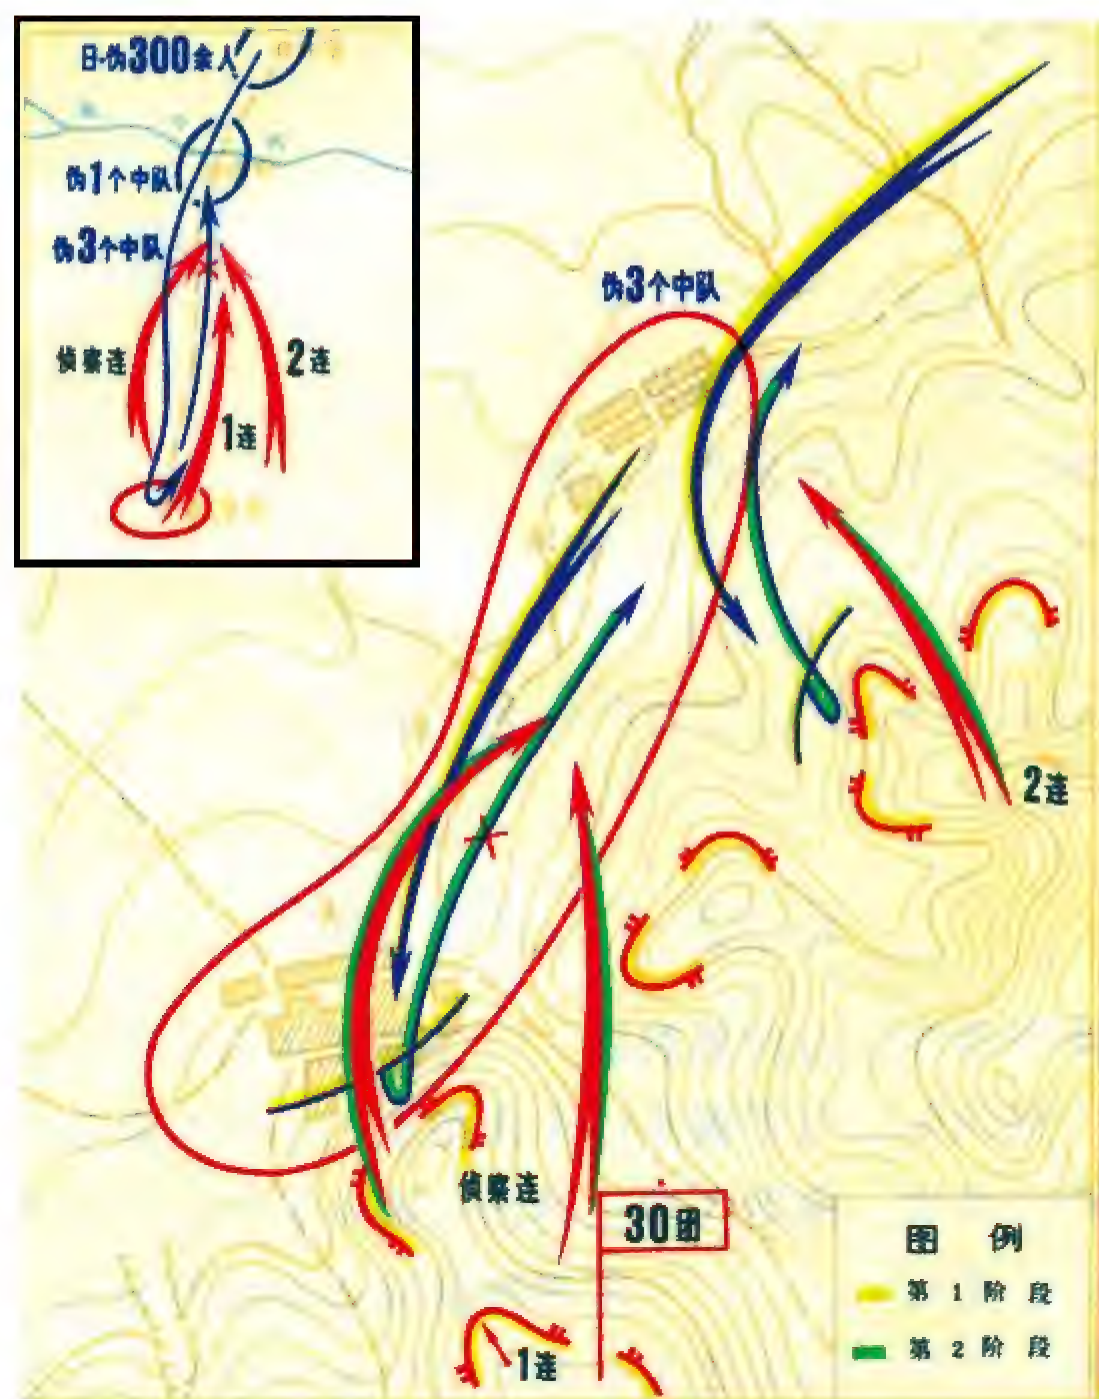 日·伪300余人
伪1个中队
伪3个中队
侦察连
2连
1连
伪3个中队
2连
侦察连
30团
1连
图 例
第 1 阶 段
第 2 阶 段